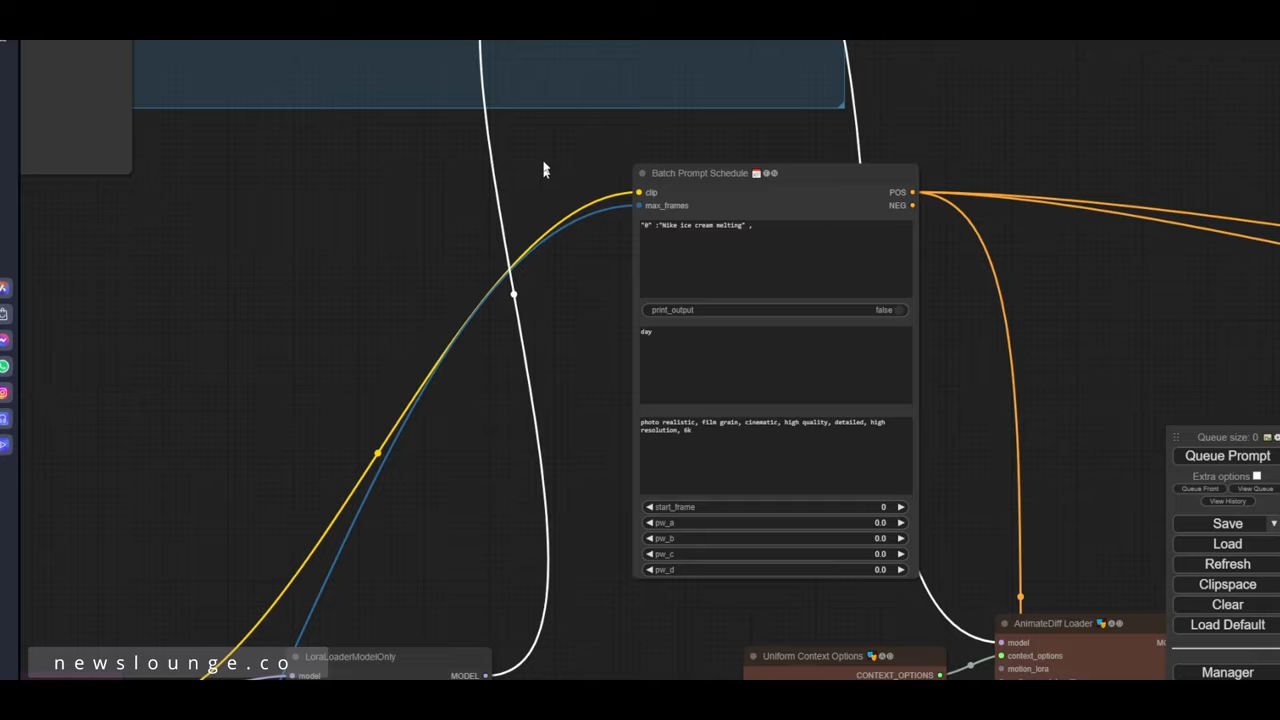 Batch Prompt Schedule
clip POS
max_frames NEG
"0" :"Nike ice cream melting" ,
print_output false
day
photo realistic, film grain, cinematic, high quality, detailed, high
resolution, 6k
start_frame 0
pw_a 0.0
pw_b 0.0
pw_c 0.0
pw_d 0.0
Queue size: 0
Queue Prompt
Extra options
Queue Front View Queue
View History
Save
Load
Refresh
Clipspace
Clear
Load Default
Manager
AnimateDiff Loader
model
context_options
motion_lora
Uniform Context Options
CONTEXT_OPTIONS
LoraLoaderModelOnly
model MODEL
newslounge.co